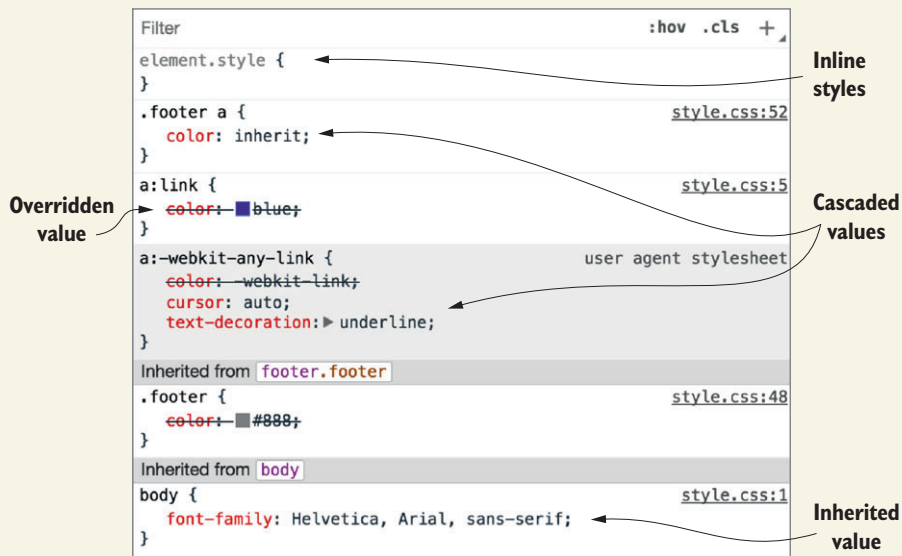 Filter :hov .cls +
element.style {
}
Inline
styles
.footer a { style.css:52
color: inherit;
}
a:link { style.css:5
color: blue;
}
Overridden
value
Cascaded
values
a:-webkit-any-link { user agent stylesheet
color: -webkit-link;
cursor: auto;
text-decoration: underline;
}
Inherited from footer.footer
.footer { style.css:48
color: #888;
}
Inherited from body
body { style.css:1
font-family: Helvetica, Arial, sans-serif;
}
Inherited
value